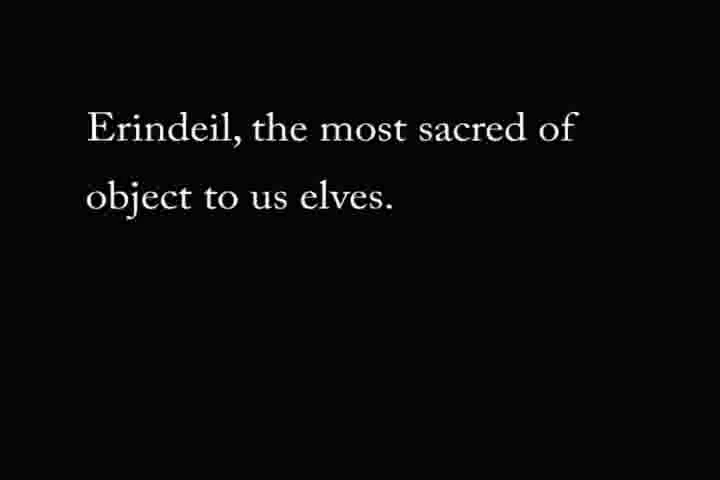 Erindeil, the most sacred of
object to us elves.